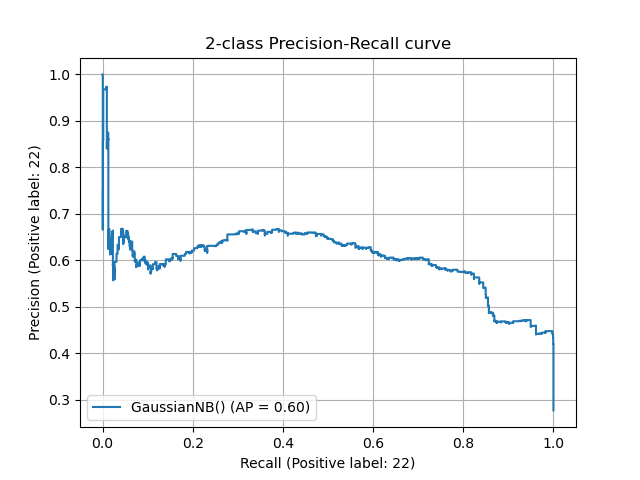 2-class Precision-Recall curve
Precision (Positive label: 22)
1.0
0.9
0.8
0.7
0.6
0.5
0.4
0.3
GaussianNB() (AP = 0.60)
0.0 0.2 0.4 0.6 0.8 1.0
Recall (Positive label: 22)